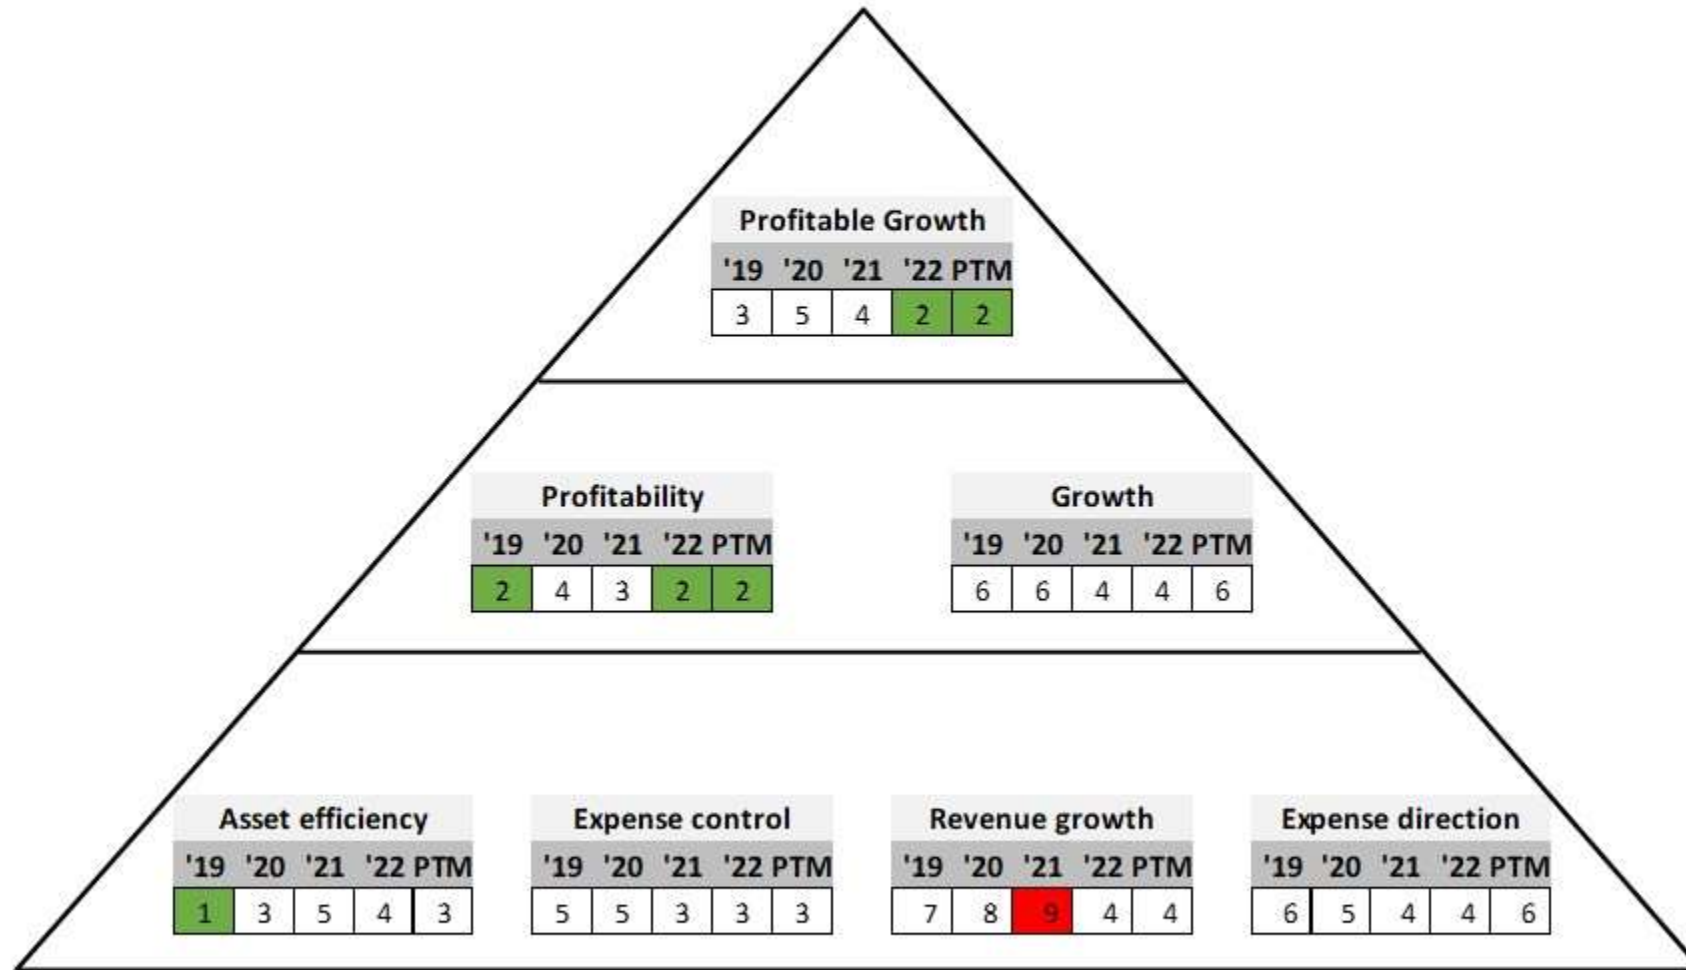 Profitable Growth
'19 '20 '21 '22 PTM
3 5 4 2 2
Profitability
'19 '20 '21 '22 PTM
2 4 3 2 2
Growth
'19 '20 '21 '22 PTM
6 6 4 4 6
Asset efficiency
'19 '20 '21 '22 PTM
1 3 5 4 3
Expense control
'19 '20 '21 '22 PTM
5 5 3 3 3
Revenue growth
'19 '20 '21 '22 PTM
7 8 9 4 4
Expense direction
'19 '20 '21 '22 PTM
6 5 4 4 6